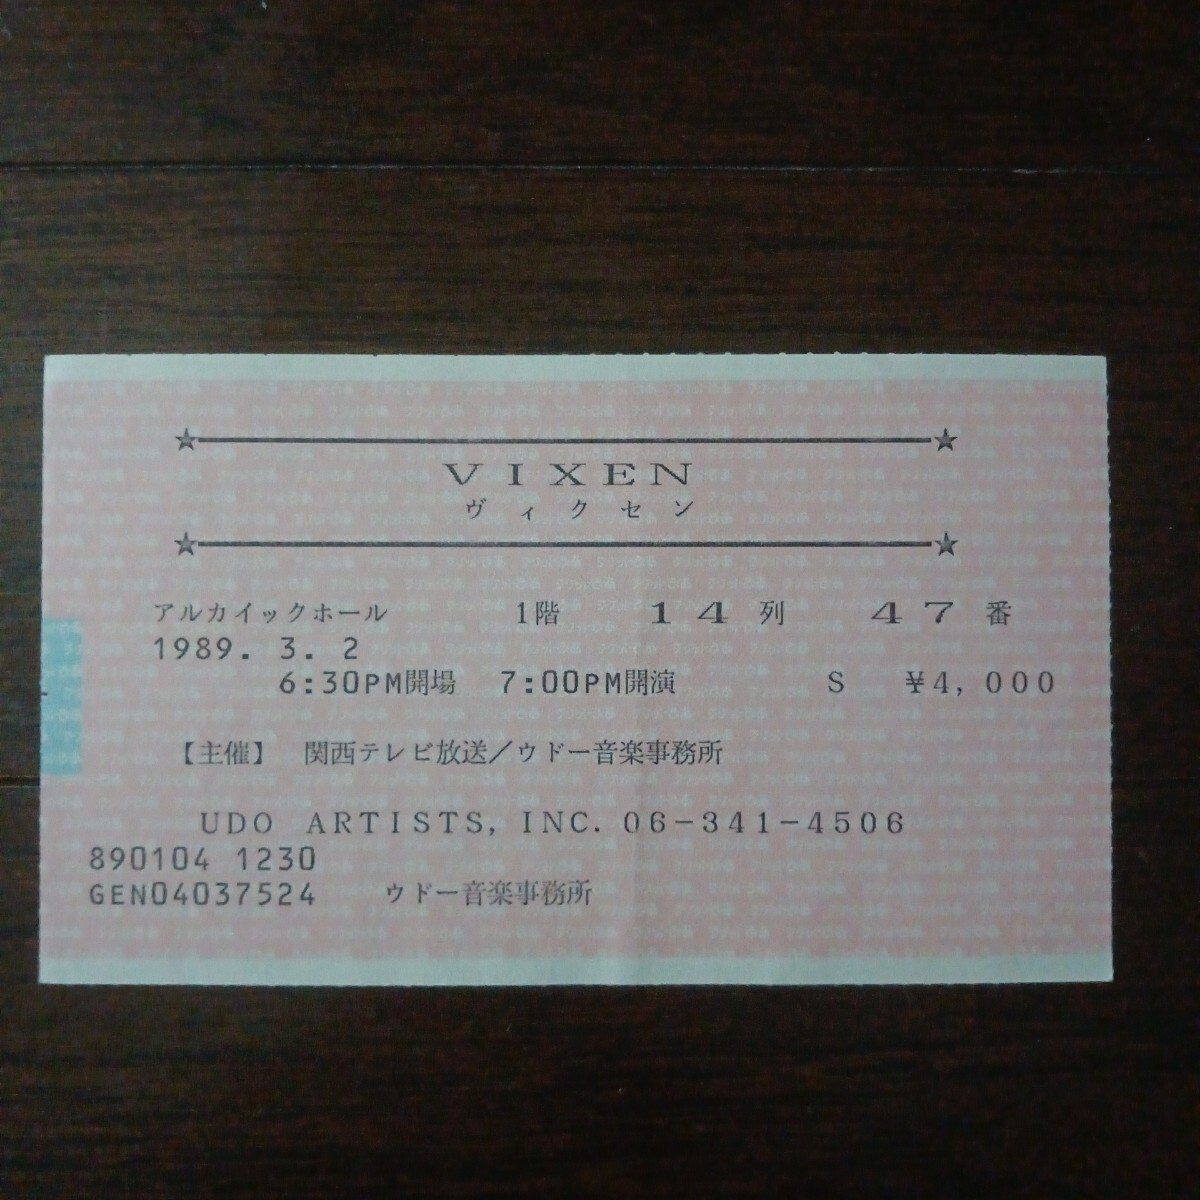 VIXEN
ヴィクセン
アルカイックホール 1階 14列 47番
1989. 3. 2
6:30PM開場 7:00PM開演 S ¥4,000
【主催】 関西テレビ放送／ウドー音楽事務所
UDO ARTISTS, INC. 06-341-4506
890104 1230
GEN04037524 ウドー音楽事務所